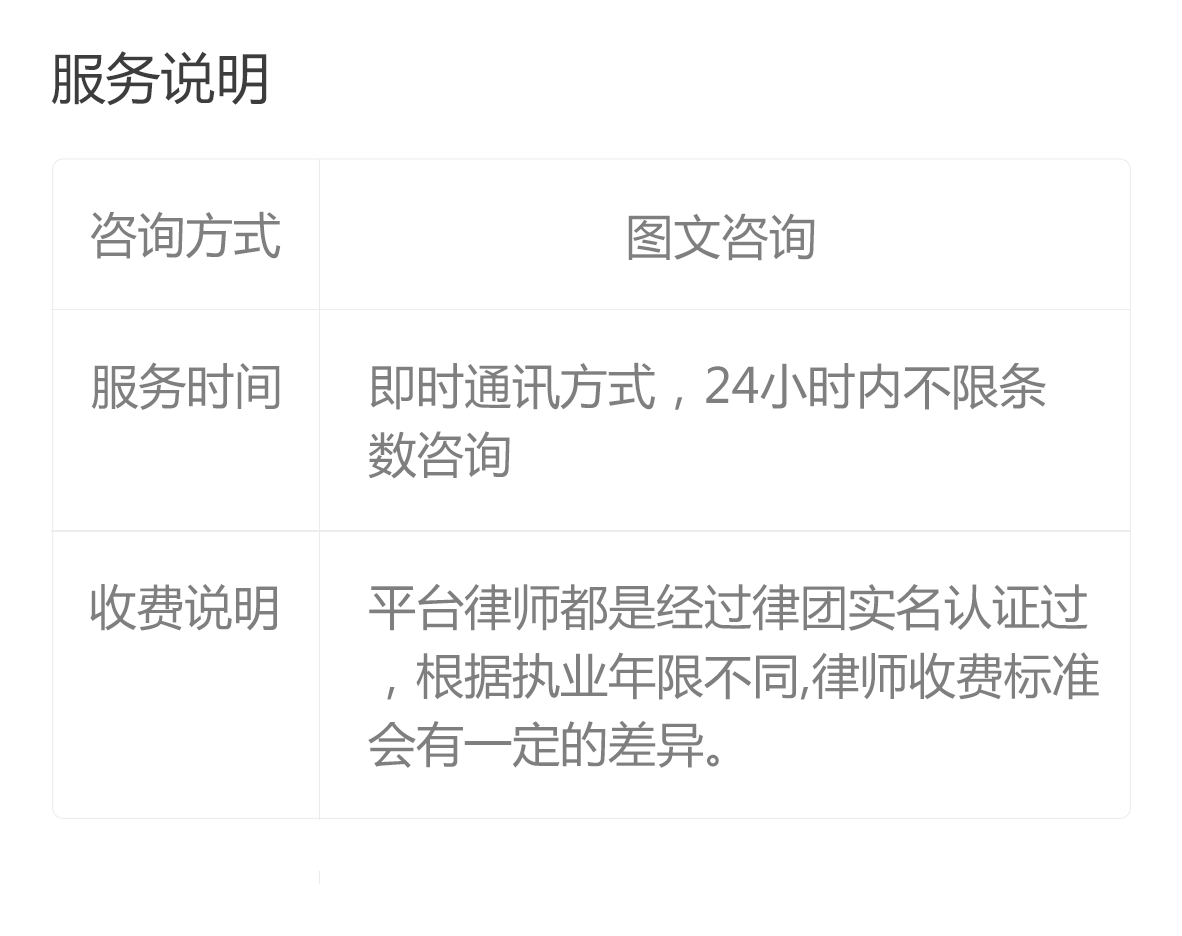 服务说明
咨询方式
图文咨询
服务时间
即时通讯方式，24小时内不限条
数咨询
收费说明
平台律师都是经过律团实名认证过
，根据执业年限不同,律师收费标准
会有一定的差异。